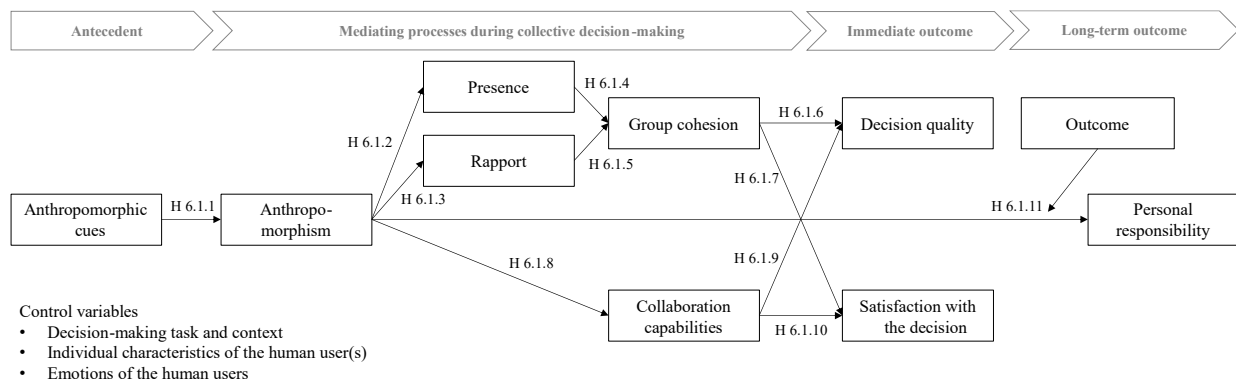 Antecedent
Mediating processes during collective decision-making
Immediate outcome
Long-term outcome
Presence
H 6.1.4
Group cohesion
H 6.1.6
Decision quality
Outcome
H 6.1.2
Rapport
H 6.1.5
H 6.1.7
H 6.1.3
Anthropomorphic
cues
H 6.1.1
Anthropo-
morphism
H 6.1.11
Personal
responsibility
H 6.1.8
H 6.1.9
Collaboration
capabilities
H 6.1.10
Satisfaction with
the decision
Control variables
• Decision-making task and context
• Individual characteristics of the human user(s)
• Emotions of the human users